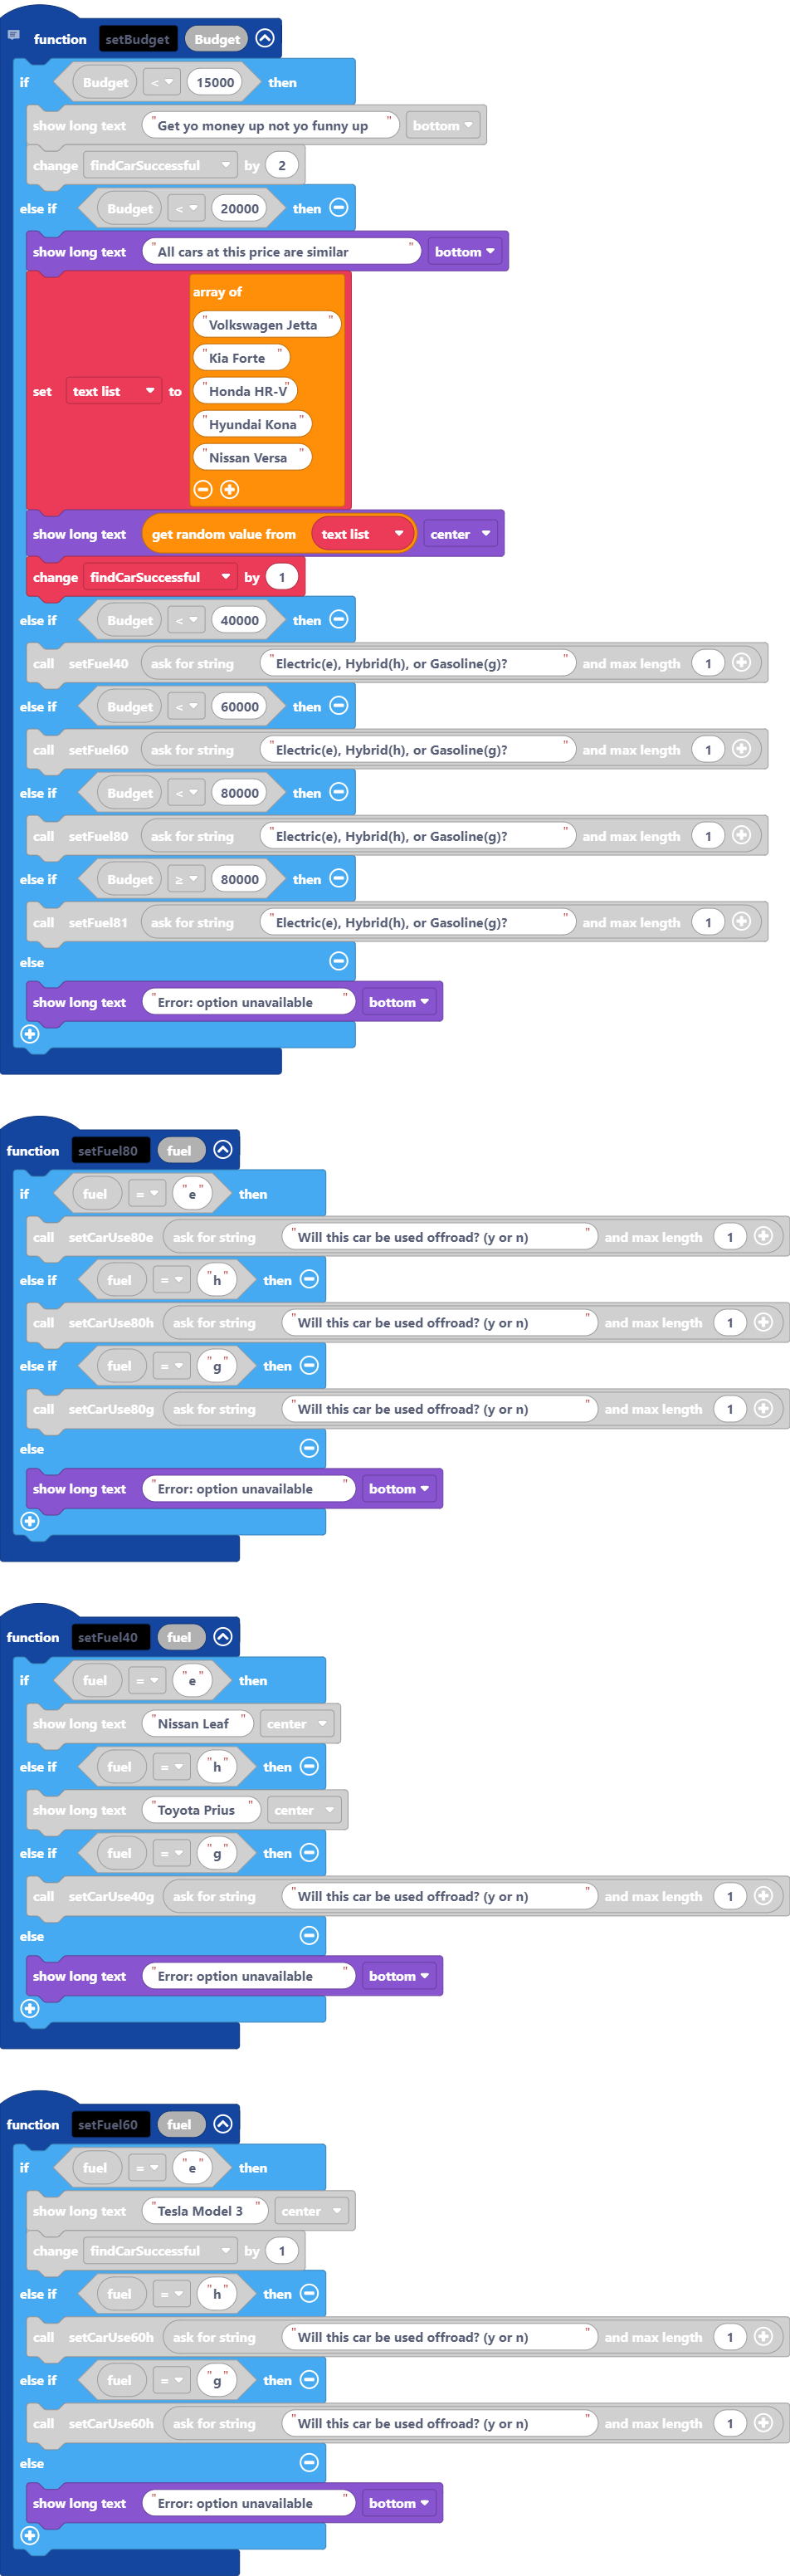 function setBudget Budget
if Budget < 15000 then
show long text "Get yo money up not yo funny up" bottom
change findCarSuccessful by 2
else if Budget < 20000 then
show long text "All cars at this price are similar" bottom
array of
"Volkswagen Jetta"
"Kia Forte"
set text list to "Honda HR-V"
"Hyundai Kona"
"Nissan Versa"
show long text get random value from text list center
change findCarSuccessful by 1
else if Budget < 40000 then
call setFuel40 ask for string "Electric(e), Hybrid(h), or Gasoline(g)?" and max length 1
else if Budget < 60000 then
call setFuel60 ask for string "Electric(e), Hybrid(h), or Gasoline(g)?" and max length 1
else if Budget < 80000 then
call setFuel80 ask for string "Electric(e), Hybrid(h), or Gasoline(g)?" and max length 1
else if Budget ≥ 80000 then
call setFuel81 ask for string "Electric(e), Hybrid(h), or Gasoline(g)?" and max length 1
else
show long text "Error: option unavailable" bottom
function setFuel80 fuel
if fuel = "e" then
call setCarUse80e ask for string "Will this car be used offroad? (y or n)" and max length 1
else if fuel = "h" then
call setCarUse80h ask for string "Will this car be used offroad? (y or n)" and max length 1
else if fuel = "g" then
call setCarUse80g ask for string "Will this car be used offroad? (y or n)" and max length 1
else
show long text "Error: option unavailable" bottom
function setFuel40 fuel
if fuel = "e" then
show long text "Nissan Leaf" center
else if fuel = "h" then
show long text "Toyota Prius" center
else if fuel = "g" then
call setCarUse40g ask for string "Will this car be used offroad? (y or n)" and max length 1
else
show long text "Error: option unavailable" bottom
function setFuel60 fuel
if fuel = "e" then
show long text "Tesla Model 3" center
change findCarSuccessful by 1
else if fuel = "h" then
call setCarUse60h ask for string "Will this car be used offroad? (y or n)" and max length 1
else if fuel = "g" then
call setCarUse60h ask for string "Will this car be used offroad? (y or n)" and max length 1
else
show long text "Error: option unavailable" bottom